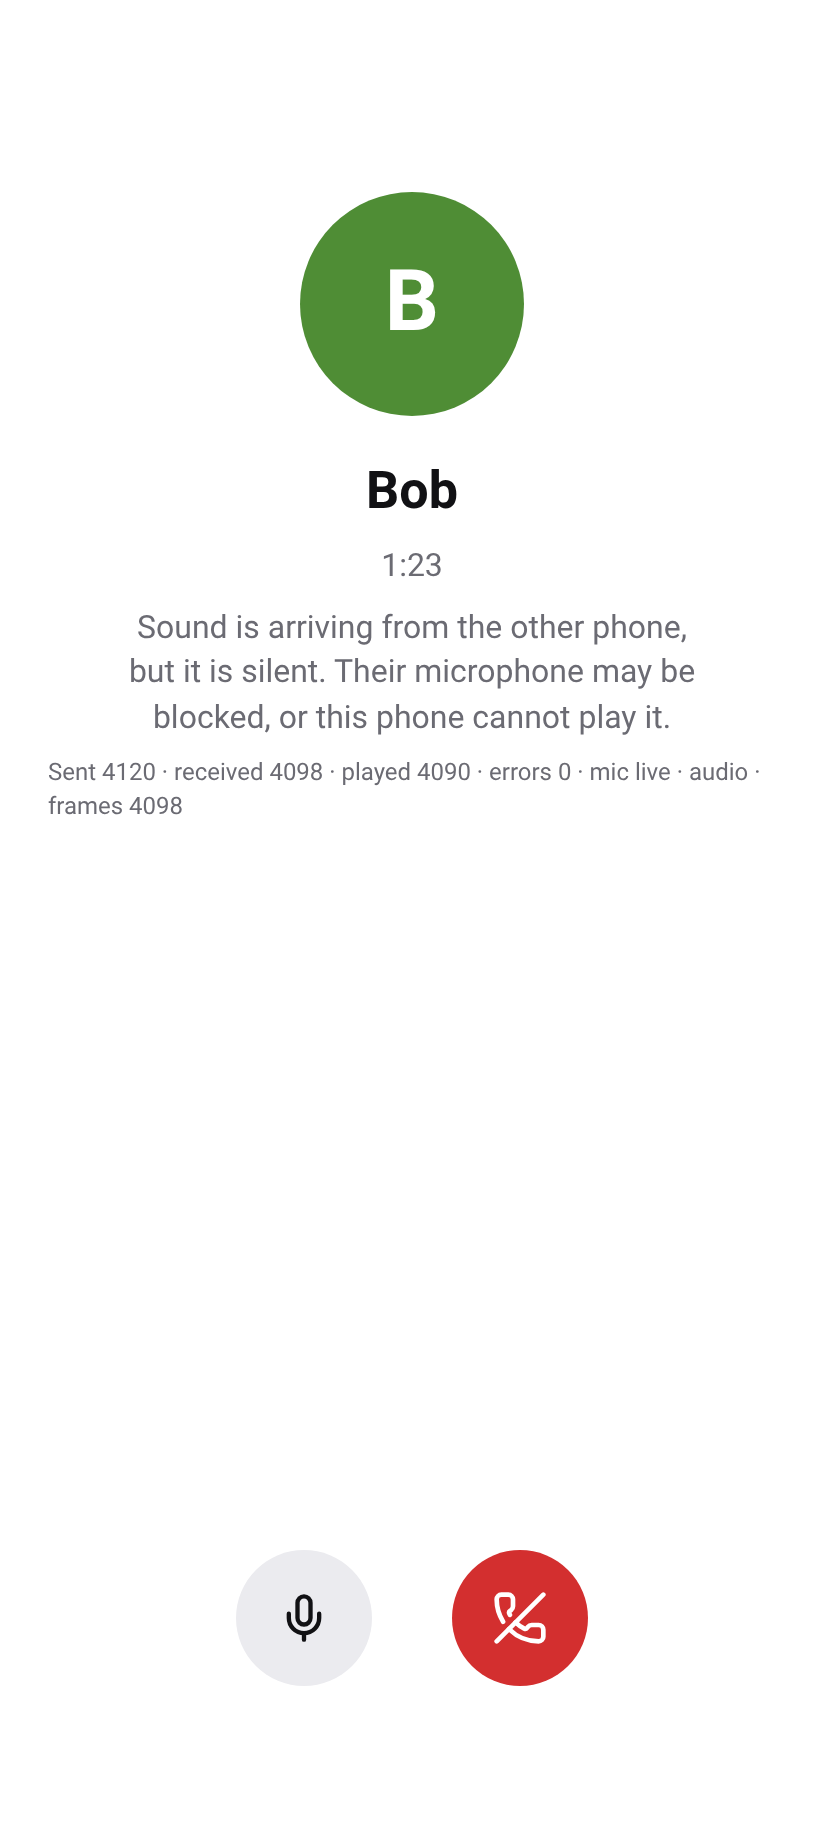 B
Bob
1:23
Sound is arriving from the other phone,
but it is silent. Their microphone may be
blocked, or this phone cannot play it.
Sent 4120 · received 4098 · played 4090 · errors 0 · mic live · audio ·
frames 4098